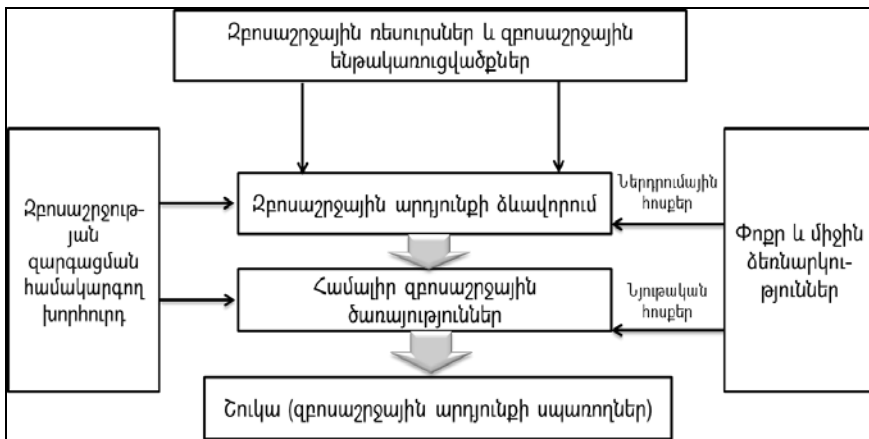 Զբոսաշրջային ռեսուրսներ և զբոսաշրջային
ենթակառուցվածքներ
Զբոսաշրջութ-
յան
զարգացման
համակարգող
խորհուրդ
Զբոսաշրջային արդյունքի ձևավորում
Ներդրումային
հոսքեր
Համալիր զբոսաշրջային
ծառայություններ
Նյութական
հոսքեր
Փոքր և միջին
ձեռնարկու-
թյուններ
Շուկա (զբոսաշրջային արդյունքի սպառողներ)